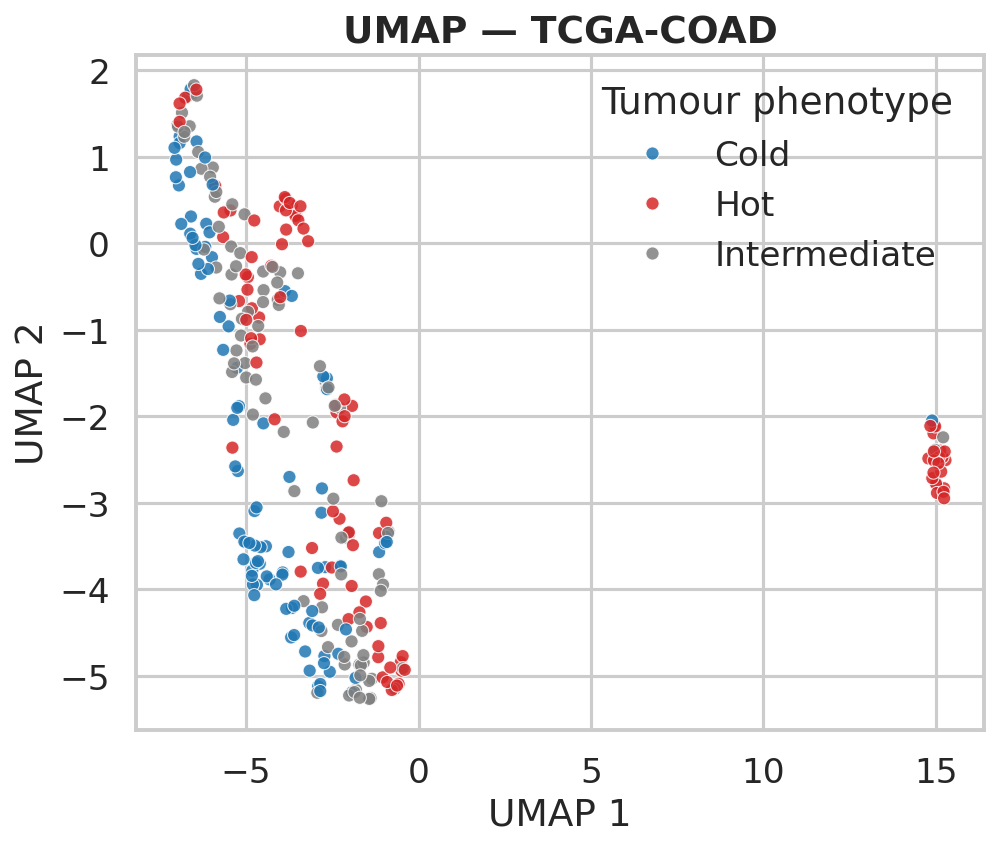 UMAP — TCGA-COAD
Tumour phenotype
Cold
Hot
Intermediate
2
1
0
−1
−2
−3
−4
−5
UMAP 2
−5
0
5
10
15
UMAP 1